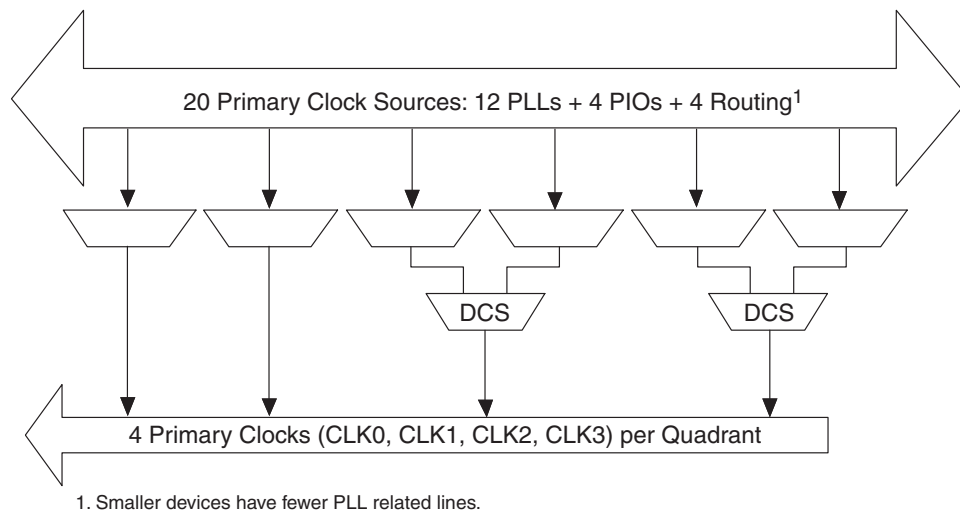 20 Primary Clock Sources: 12 PLLs + 4 PIOs + 4 Routing1
DCS
DCS
4 Primary Clocks (CLK0, CLK1, CLK2, CLK3) per Quadrant
1. Smaller devices have fewer PLL related lines.